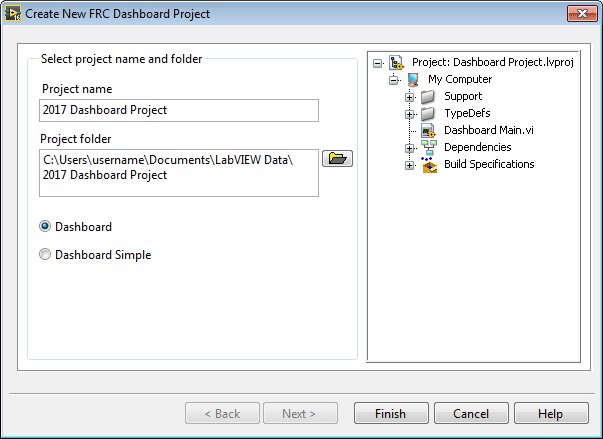 Create New FRC Dashboard Project
Select project name and folder
Project name
2017 Dashboard Project
Project folder
C:\Users\username\Documents\LabVIEW Data\
2017 Dashboard Project
Dashboard
Dashboard Simple
Project: Dashboard Project.lvproj
My Computer
Support
TypeDefs
Dashboard Main.vi
Dependencies
Build Specifications
< Back
Next >
Finish
Cancel
Help